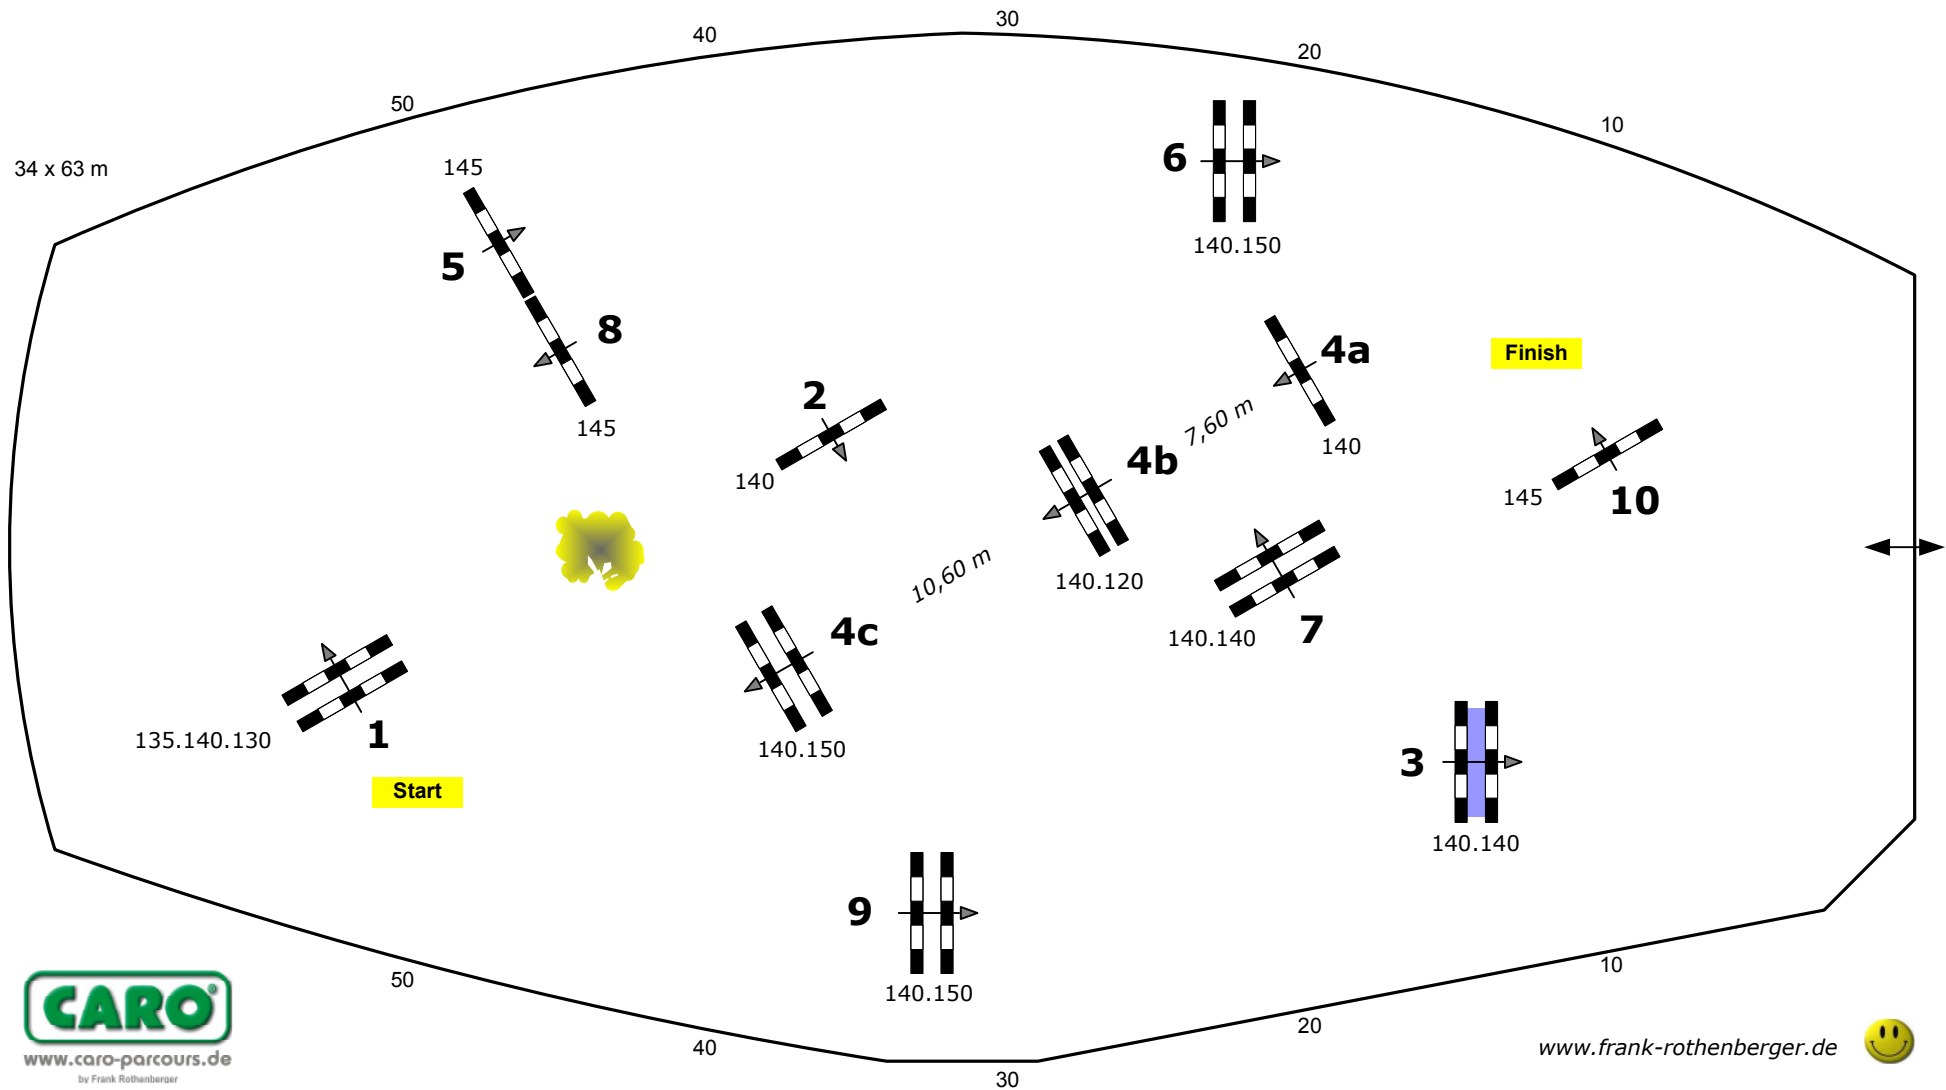 30
40
20
50
10
34 x 63 m
145
6
140.150
5
8
145
2
140
4a
140
7,60 m
Finish
4b
140.120
10
145
10,60 m
7
140.140
4c
140.150
1
135.140.130
Start
3
140.140
9
140.150
50
40
30
20
10
CARO®
www.caro-parcours.de
by Frank Rothenberger
www.frank-rothenberger.de